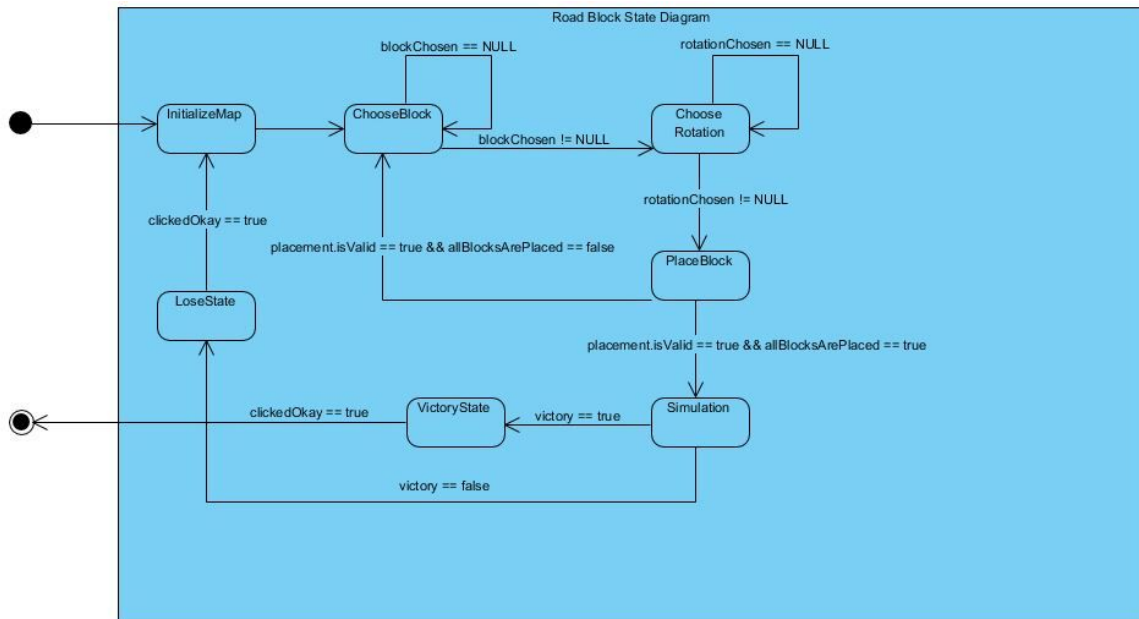 Road Block State Diagram
blockChosen == NULL
rotationChosen == NULL
InitializeMap
ChooseBlock
Choose
Rotation
blockChosen != NULL
rotationChosen != NULL
clickedOkay == true
placement.isValid == true && allBlocksArePlaced == false
PlaceBlock
LoseState
placement.isValid == true && allBlocksArePlaced == true
clickedOkay == true
VictoryState
victory == true
Simulation
victory == false